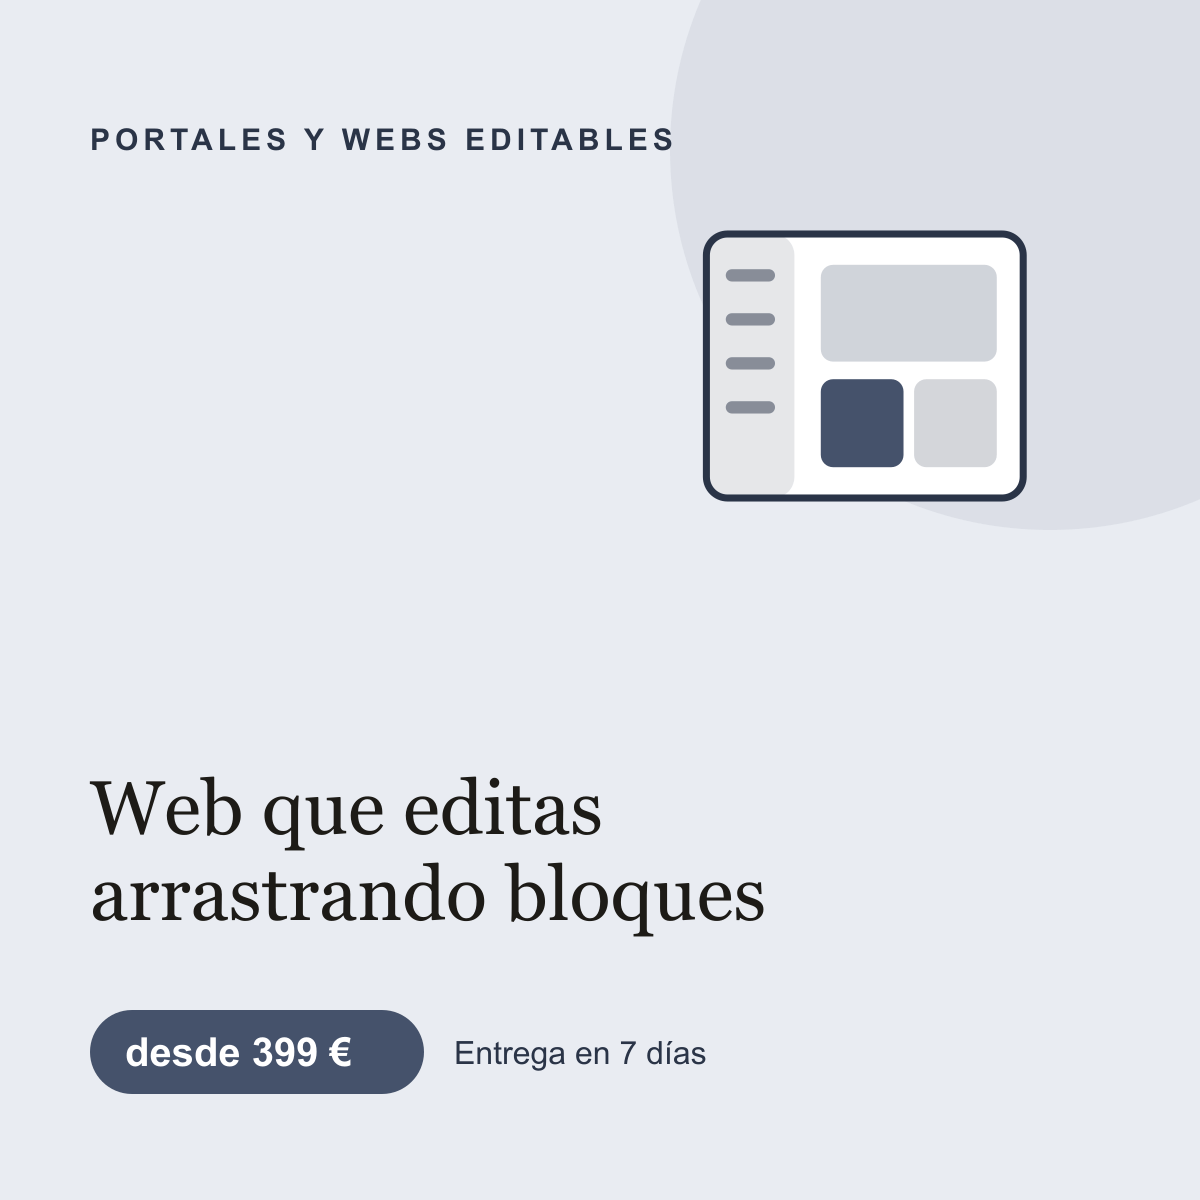 PORTALES Y WEBS EDITABLES
Web que editas
arrastrando bloques
desde 399 €
Entrega en 7 días